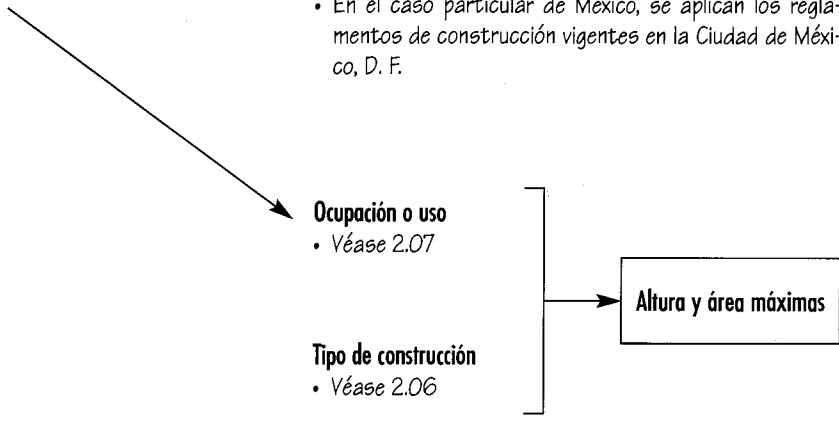 • En el caso particular de México, se aplican los regla-
mentos de construcción vigentes en la Ciudad de Méxi-
co, D. F.
Ocupación o uso
• Véase 2.07
Altura y área máximas
Tipo de construcción
• Véase 2.06